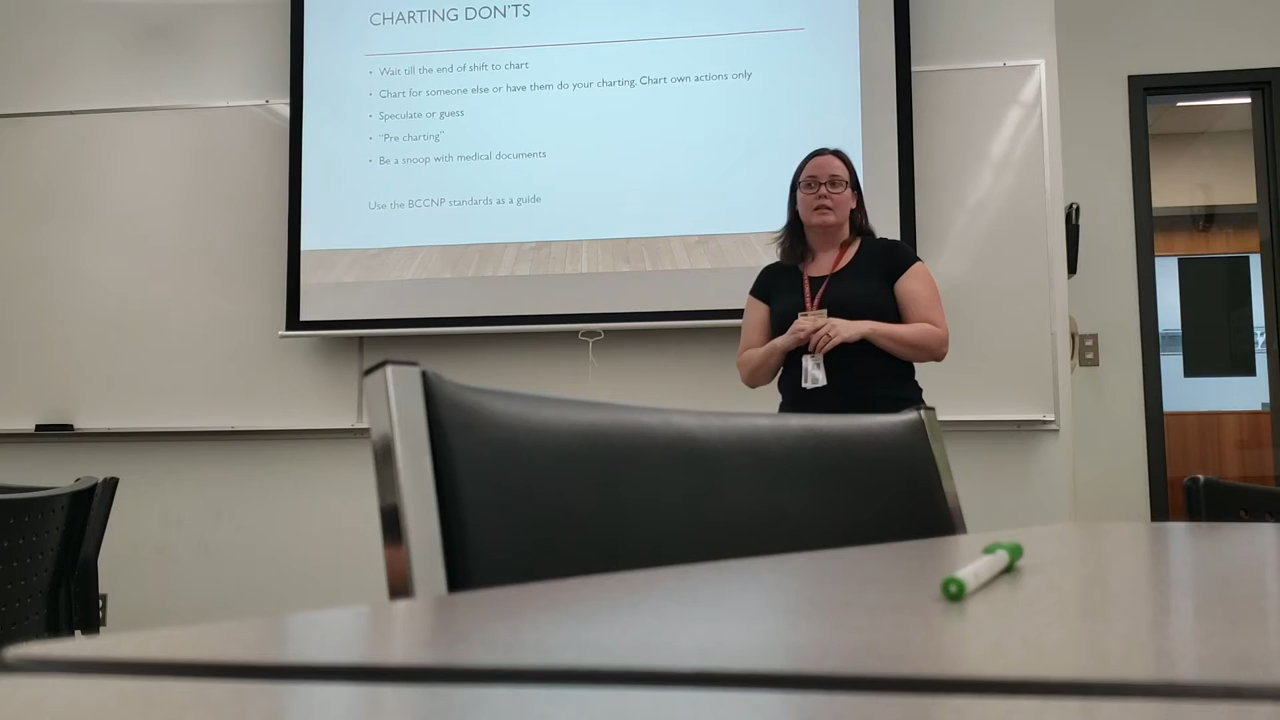 CHARTING DON'TS
• Wait till the end of shift to chart
• Chart for someone else or have them do your charting. Chart own actions only
• Speculate or guess
• "Pre charting"
• Be a snoop with medical documents
Use the BCCNP standards as a guide